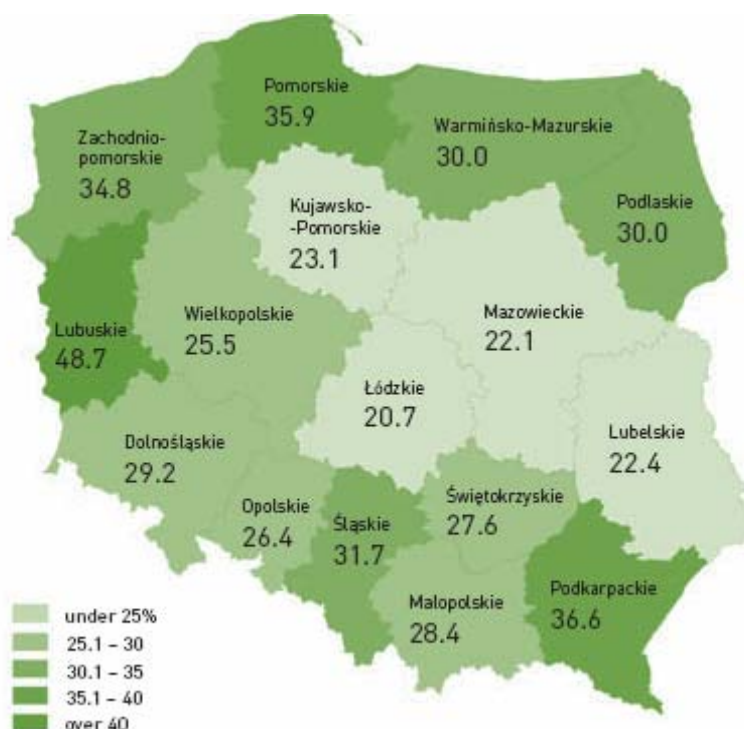 Pomorskie
35.9
Warmińsko-Mazurskie
30.0
Zachodnio-
pomorskie
34.8
Podlaskie
30.0
Kujawsko-
-Pomorskie
23.1
Mazowieckie
22.1
Wielkopolskie
25.5
Lubuskie
48.7
Łódzkie
20.7
Lubelskie
22.4
Dolnośląskie
29.2
Opolskie
26.4
Śląskie
31.7
Świętokrzyskie
27.6
Małopolskie
28.4
Podkarpackie
36.6
under 25%
25.1 – 30
30.1 – 35
35.1 – 40
over 40